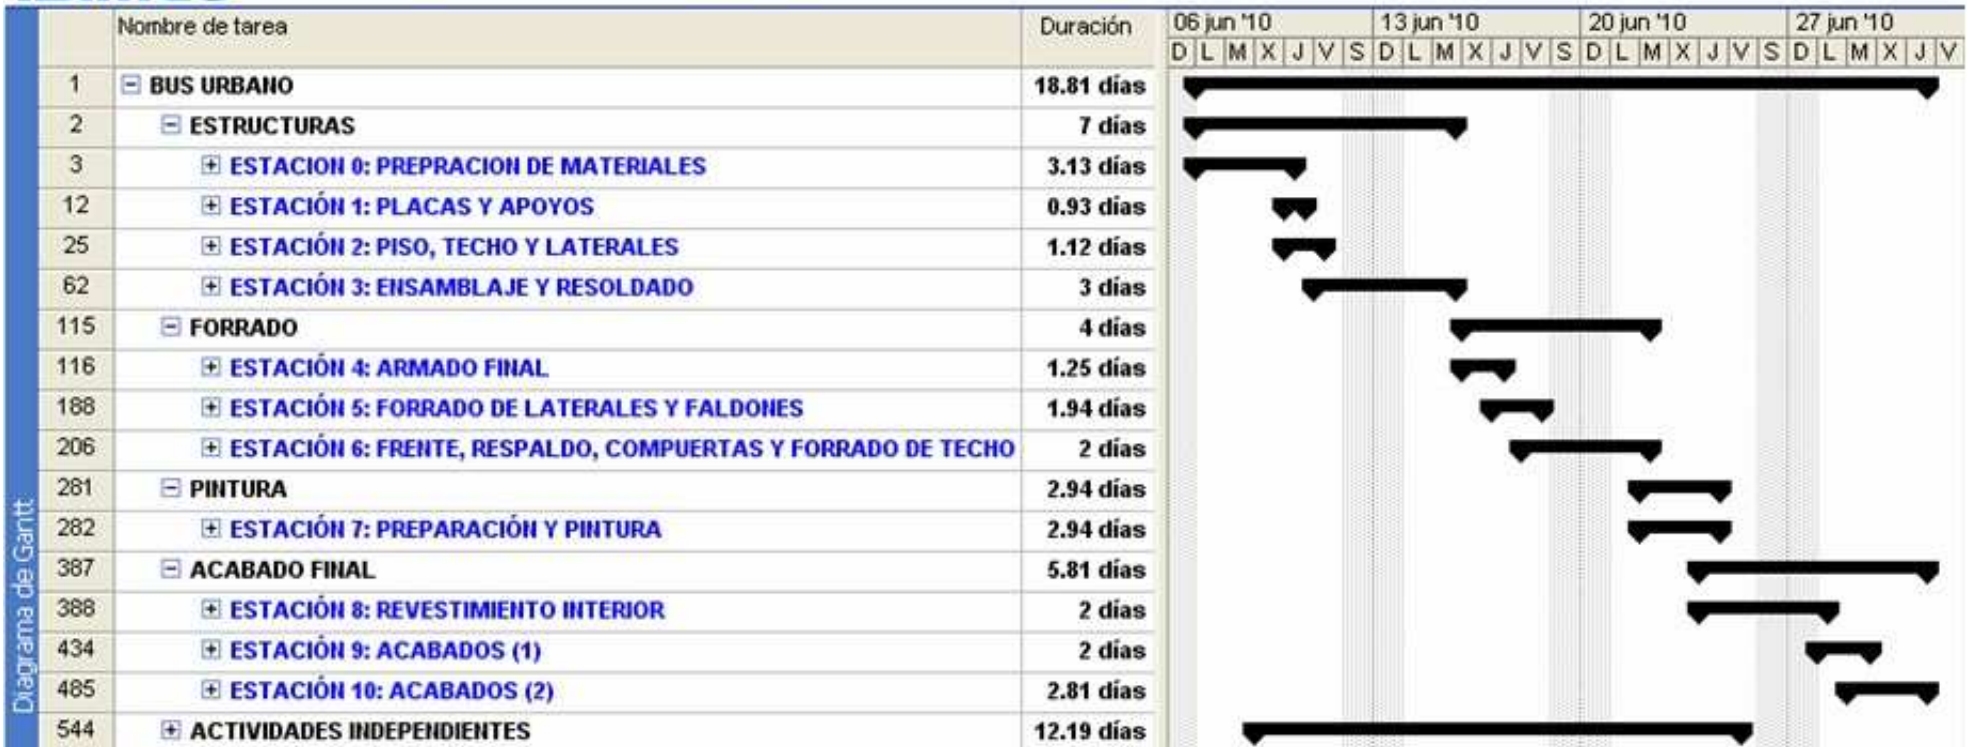 Nombre de tarea Duración 06 jun '10 13 jun '10 20 jun '10 27 jun '10
D L M X J V S D L M X J V S D L M X J V S D L M X J V
1 BUS URBANO 18.81 días
2 ESTRUCTURAS 7 días
3 ESTACION 0: PREPRACION DE MATERIALES 3.13 días
12 ESTACIÓN 1: PLACAS Y APOYOS 0.93 días
25 ESTACIÓN 2: PISO, TECHO Y LATERALES 1.12 días
62 ESTACIÓN 3: ENSAMBLAJE Y RESOLDADO 3 días
115 FORRADO 4 días
116 ESTACIÓN 4: ARMADO FINAL 1.25 días
188 ESTACIÓN 5: FORRADO DE LATERALES Y FALDONES 1.94 días
206 ESTACIÓN 6: FRENTE, RESPALDO, COMPUERTAS Y FORRADO DE TECHO 2 días
281 PINTURA 2.94 días
282 ESTACIÓN 7: PREPARACIÓN Y PINTURA 2.94 días
387 ACABADO FINAL 5.81 días
388 ESTACIÓN 8: REVESTIMIENTO INTERIOR 2 días
434 ESTACIÓN 9: ACABADOS (1) 2 días
485 ESTACIÓN 10: ACABADOS (2) 2.81 días
544 ACTIVIDADES INDEPENDIENTES 12.19 días
Diagrama de Gantt